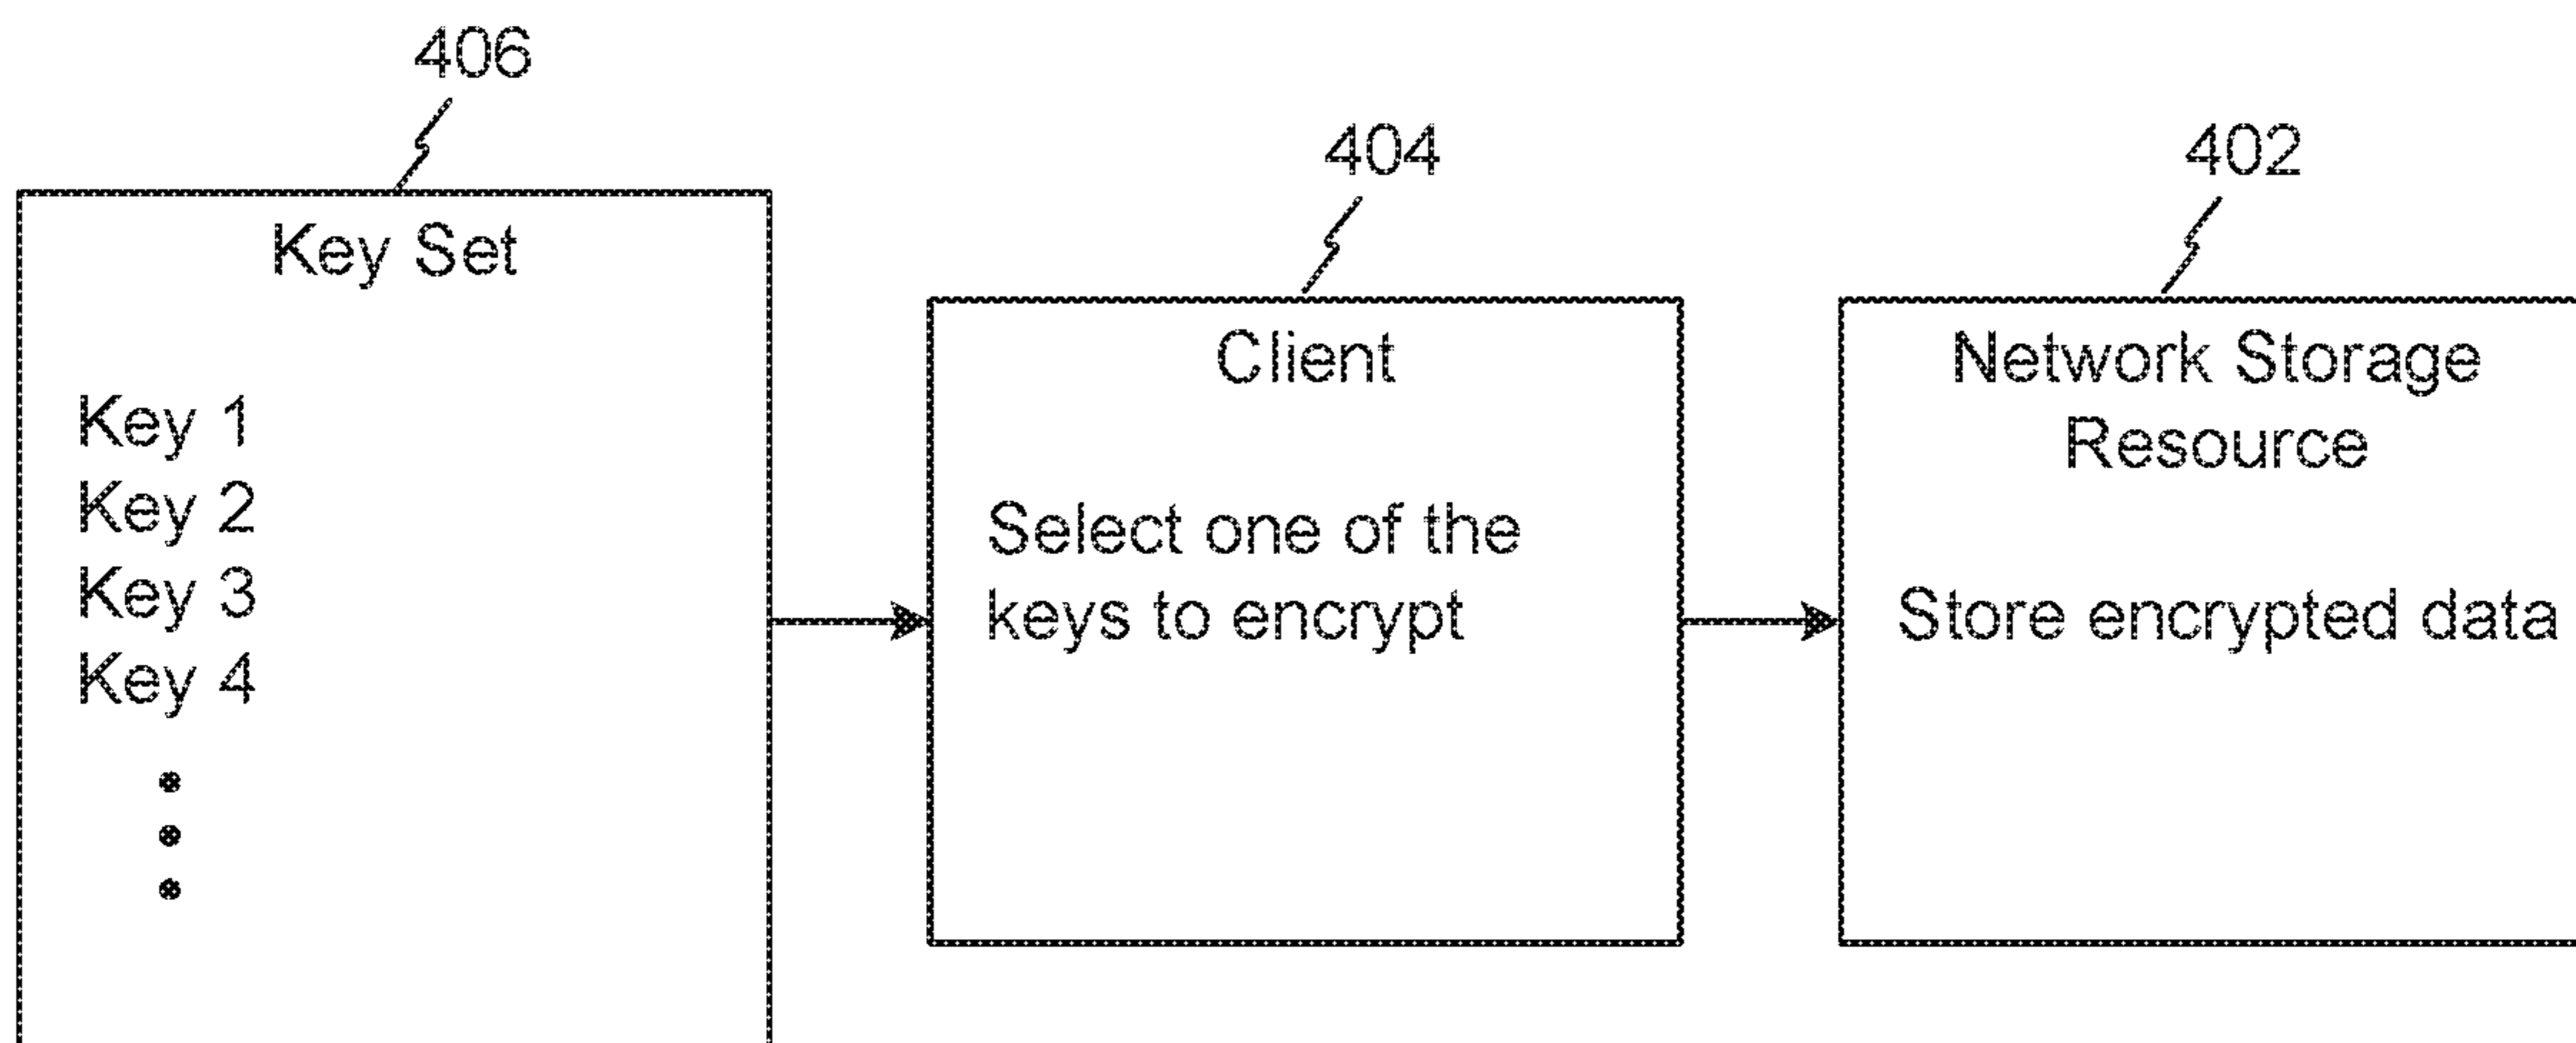 406
404
402
Key Set
Key 1
Key 2
Key 3
Key 4
Client
Select one of the
keys to encrypt
Network Storage
Resource
Store encrypted data